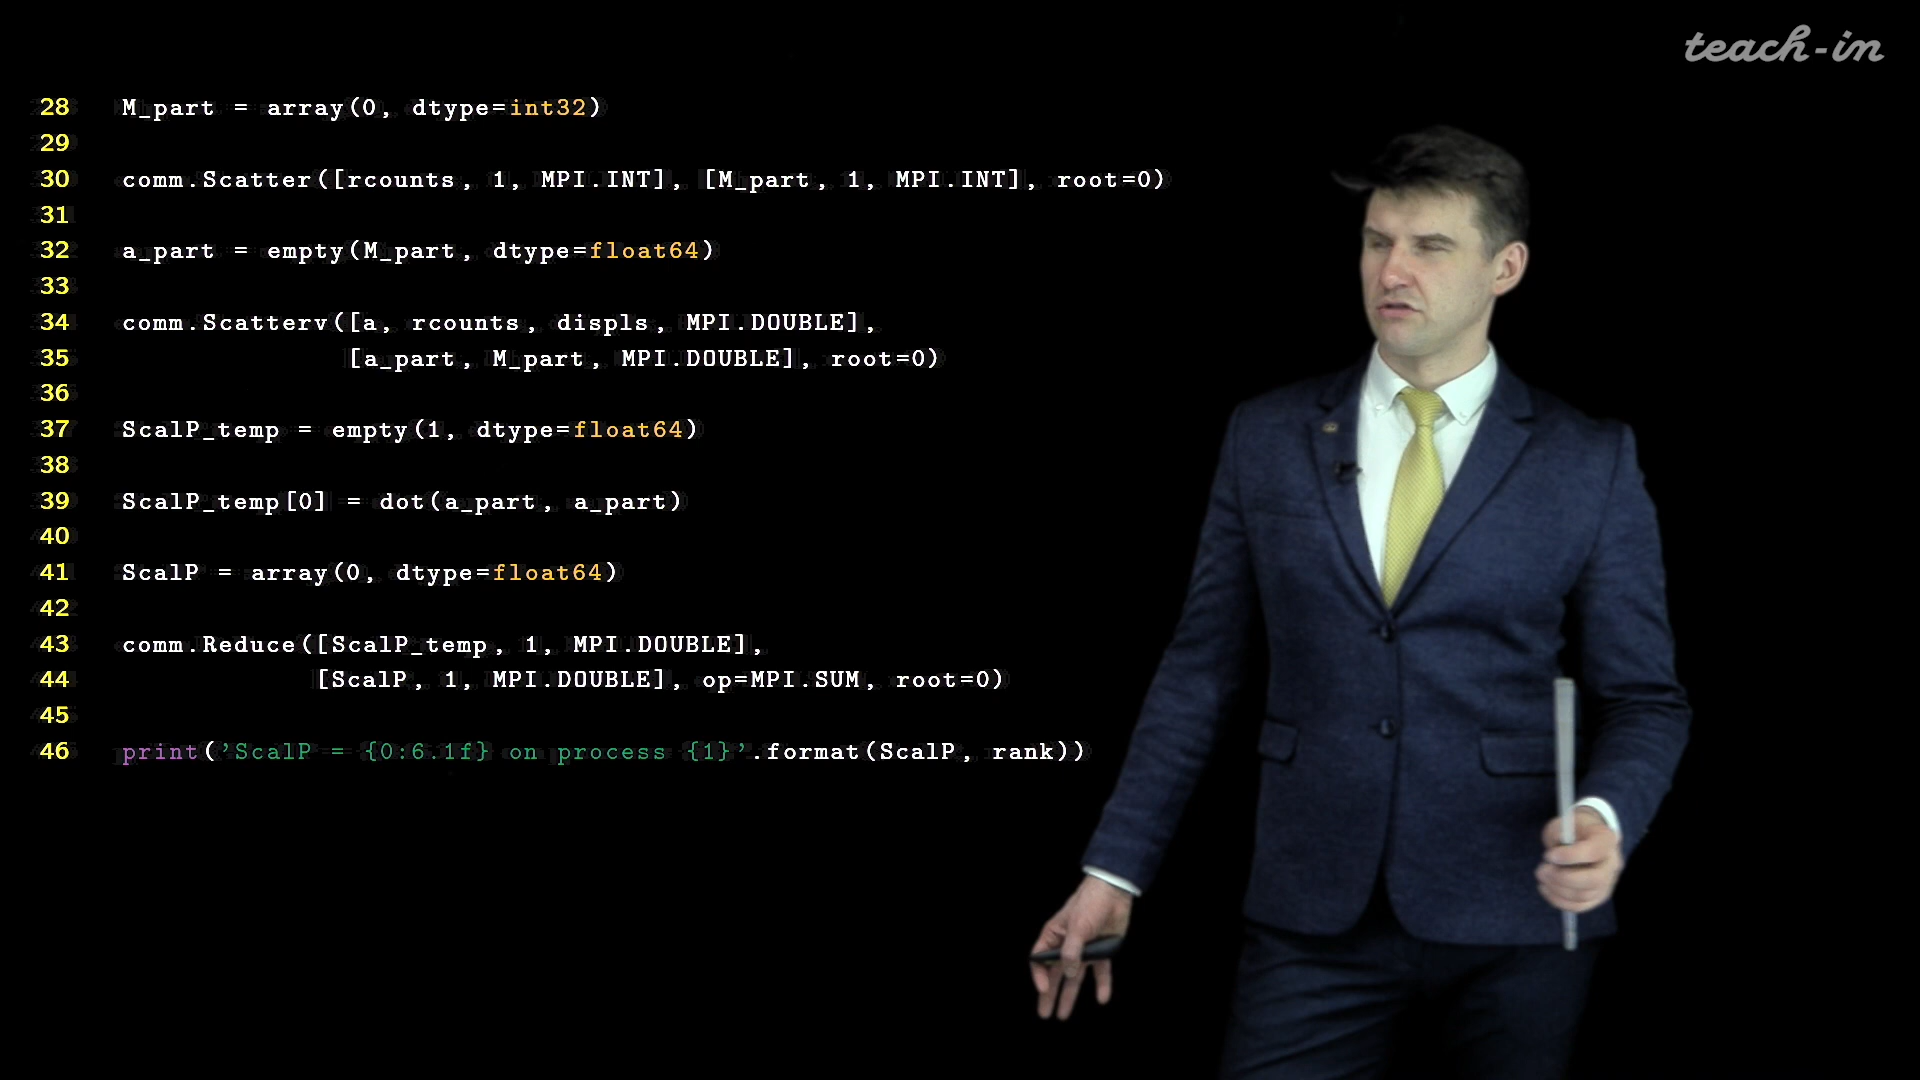 teach-in
28 M_part = array(0, dtype=int32)
29
30 comm.Scatter([rcounts, 1, MPI.INT], [M_part, 1, MPI.INT], root=0)
31
32 a_part = empty(M_part, dtype=float64)
33
34 comm.Scatterv([a, rcounts, displs, MPI.DOUBLE],
35 [a_part, M_part, MPI.DOUBLE], root=0)
36
37 ScalP_temp = empty(1, dtype=float64)
38
39 ScalP_temp[0] = dot(a_part, a_part)
40
41 ScalP = array(0, dtype=float64)
42
43 comm.Reduce([ScalP_temp, 1, MPI.DOUBLE],
44 [ScalP, 1, MPI.DOUBLE], op=MPI.SUM, root=0)
45
46 print('ScalP = {0:6.1f} on process {1}'.format(ScalP, rank))